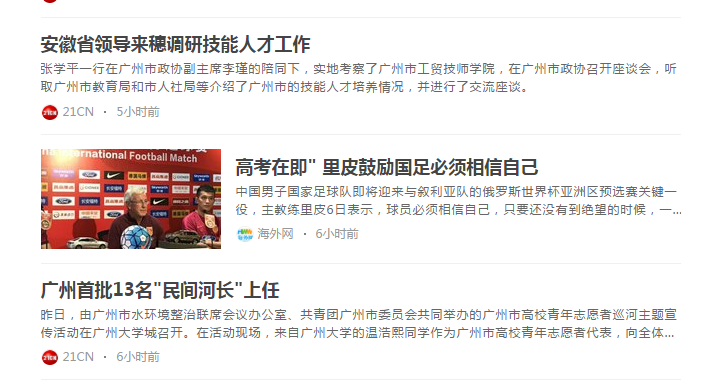 安徽省领导来穗调研技能人才工作
张学平一行在广州市政协副主席李瑾的陪同下，实地考察了广州市工贸技师学院，在广州市政协召开座谈会，听
取广州市教育局和市人社局等介绍了广州市的技能人才培养情况，并进行了交流座谈。
21CN · 5小时前
International Football Match
高考在即" 里皮鼓励国足必须相信自己
中国男子国家足球队即将迎来与叙利亚队的俄罗斯世界杯亚洲区预选赛关键一
役，主教练里皮6日表示，球员必须相信自己，只要还没有到绝望的时候，一...
海外网 · 6小时前
广州首批13名"民间河长"上任
昨日，由广州市水环境整治联席会议办公室、共青团广州市委员会共同举办的广州市高校青年志愿者巡河主题宣
传活动在广州大学城召开。在活动现场，来自广州大学的温浩熙同学作为广州市高校青年志愿者代表，向全体...
21CN · 6小时前